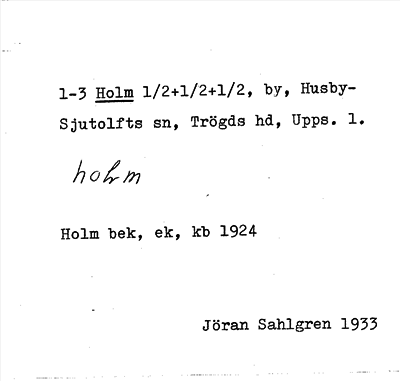 1-3 Holm 1/2+1/2+1/2, by, Husby-
Sjutolfts sn, Trögds hd, Upps. l.
holm
Holm bek, ek, kb 1924
Jöran Sahlgren 1933